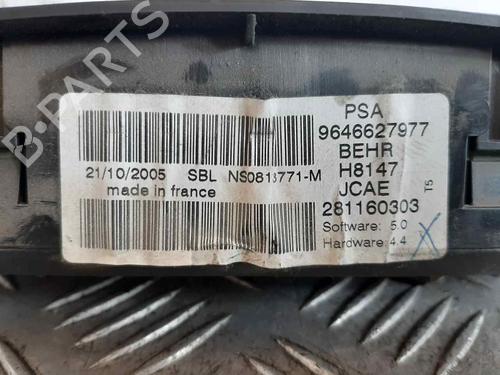 PSA
9646627977
BEHR
H8147
JCAE
281160303
T5
Software: 5.0
Hardware: 4.4
21/10/2005 SBL NS0813771-M
made in france
B-PARTS